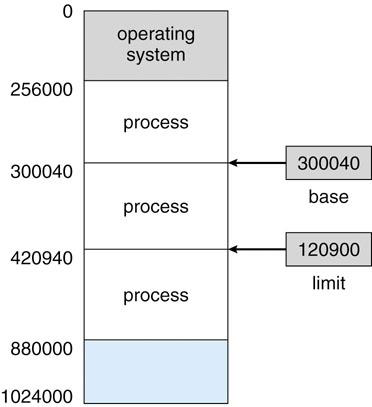 0
operating
system
256000
process
300040
300040
base
process
420940
120900
limit
process
880000
1024000